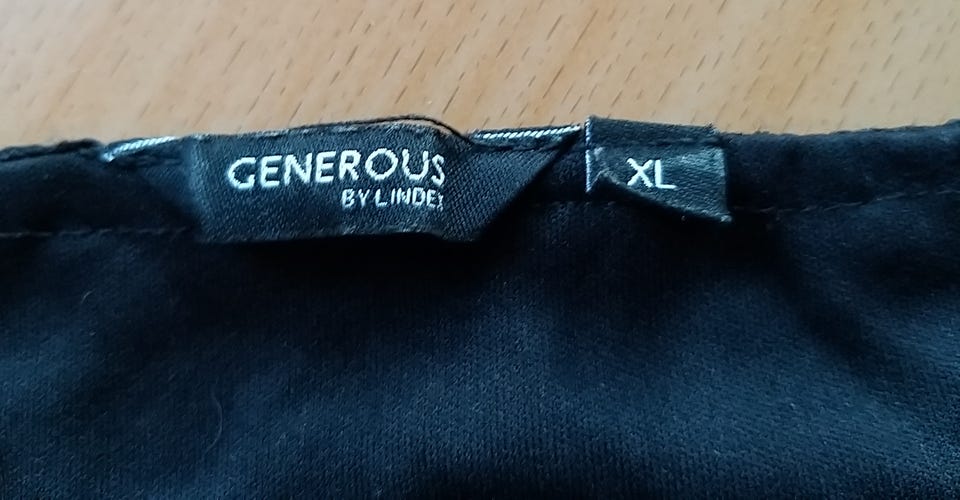 GENEROUS
BY LINDEX
XL